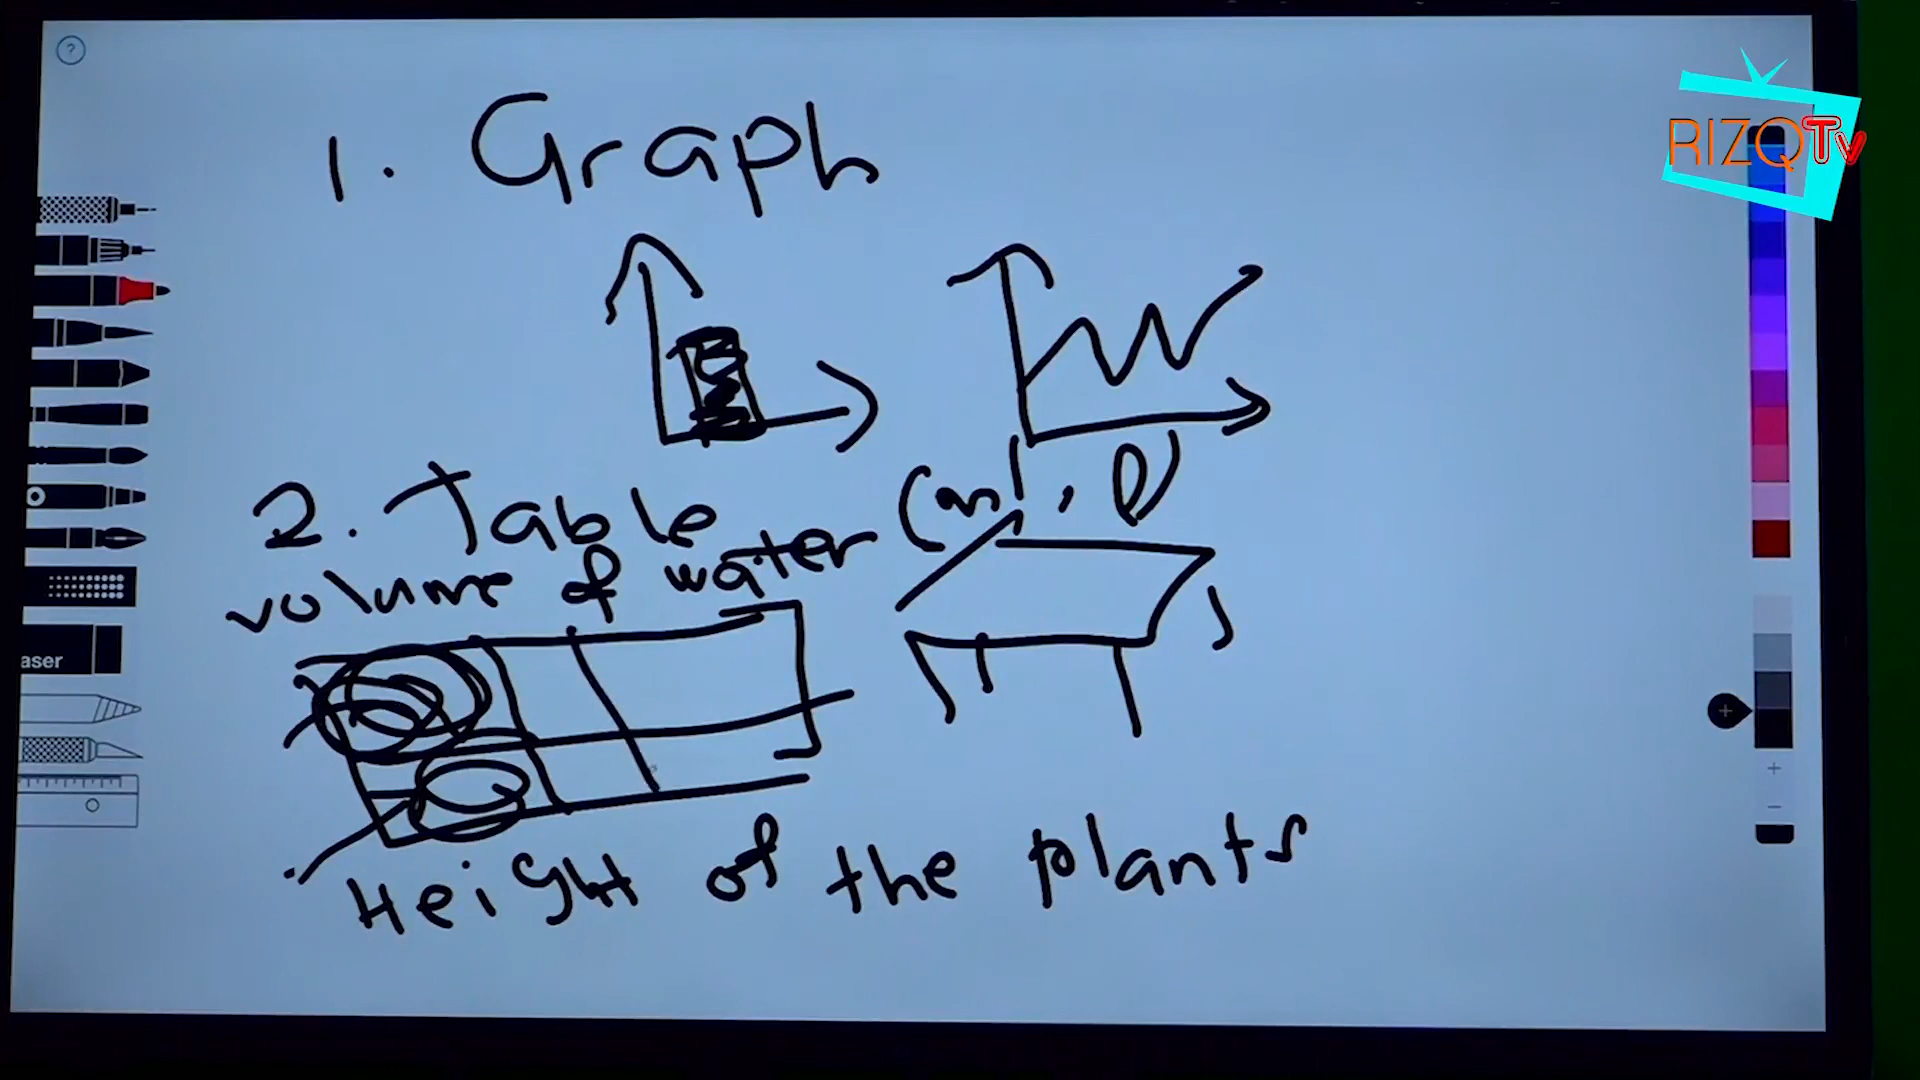 RIZQTV
1. Graph
2. Table
(ml, l)
volume of water
Height of the plants
aser